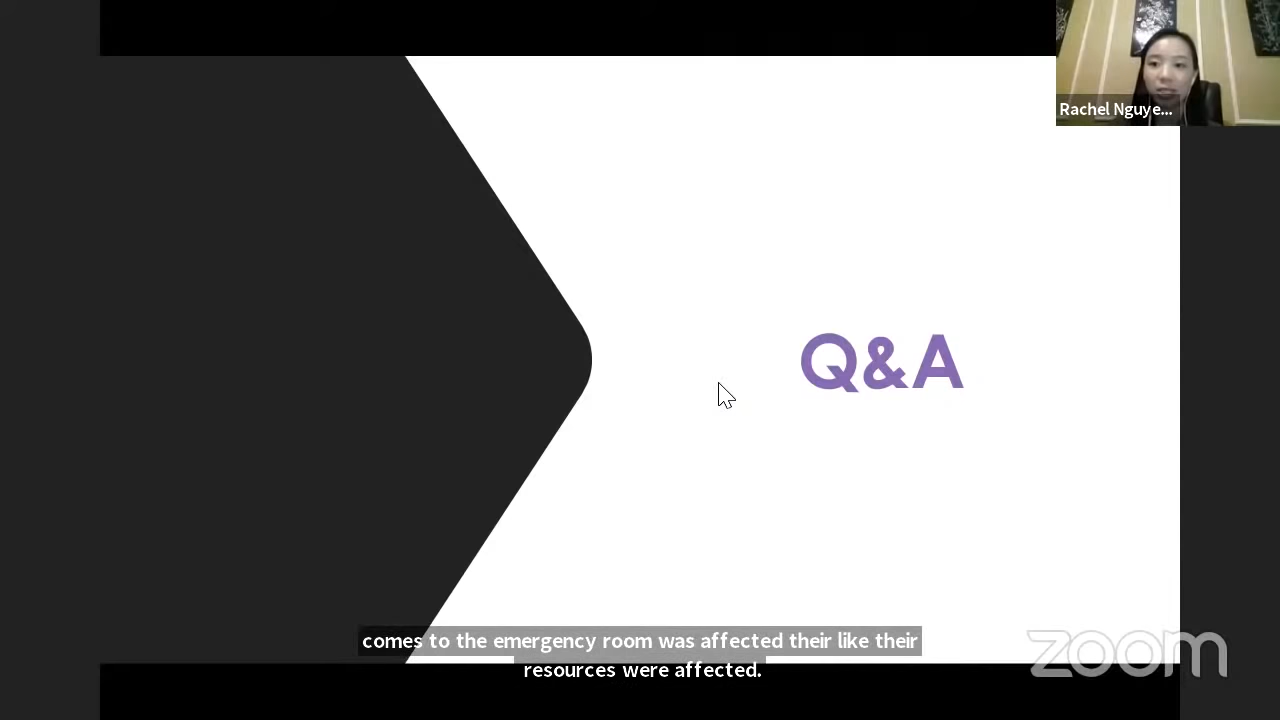 Rachel Nguye...
Q&A
comes to the emergency room was affected their like their
resources were affected.
zoom